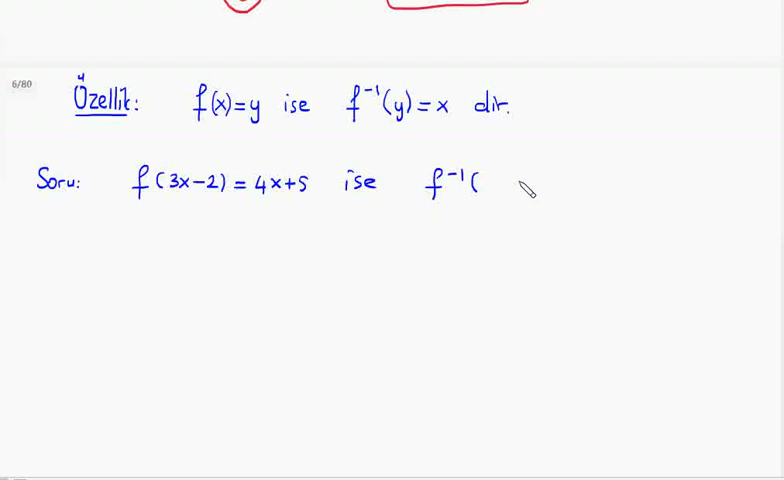 6/80
Özellik: f(x)=y ise f⁻¹(y)=x dir.
Soru: f(3x-2)=4x+5 ise f⁻¹(